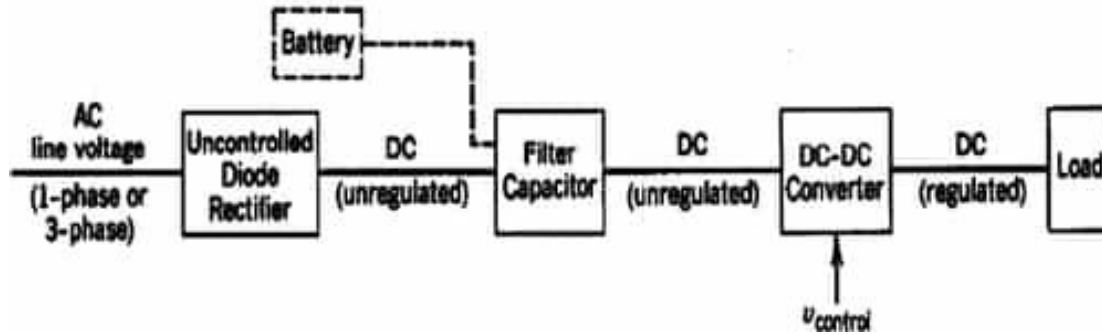 Battery
AC
line voltage
(1-phase or
3-phase)
Uncontrolled
Diode
Rectifier
DC
(unregulated)
Filter
Capacitor
DC
(unregulated)
DC-DC
Converter
DC
(regulated)
Load
υcontrol